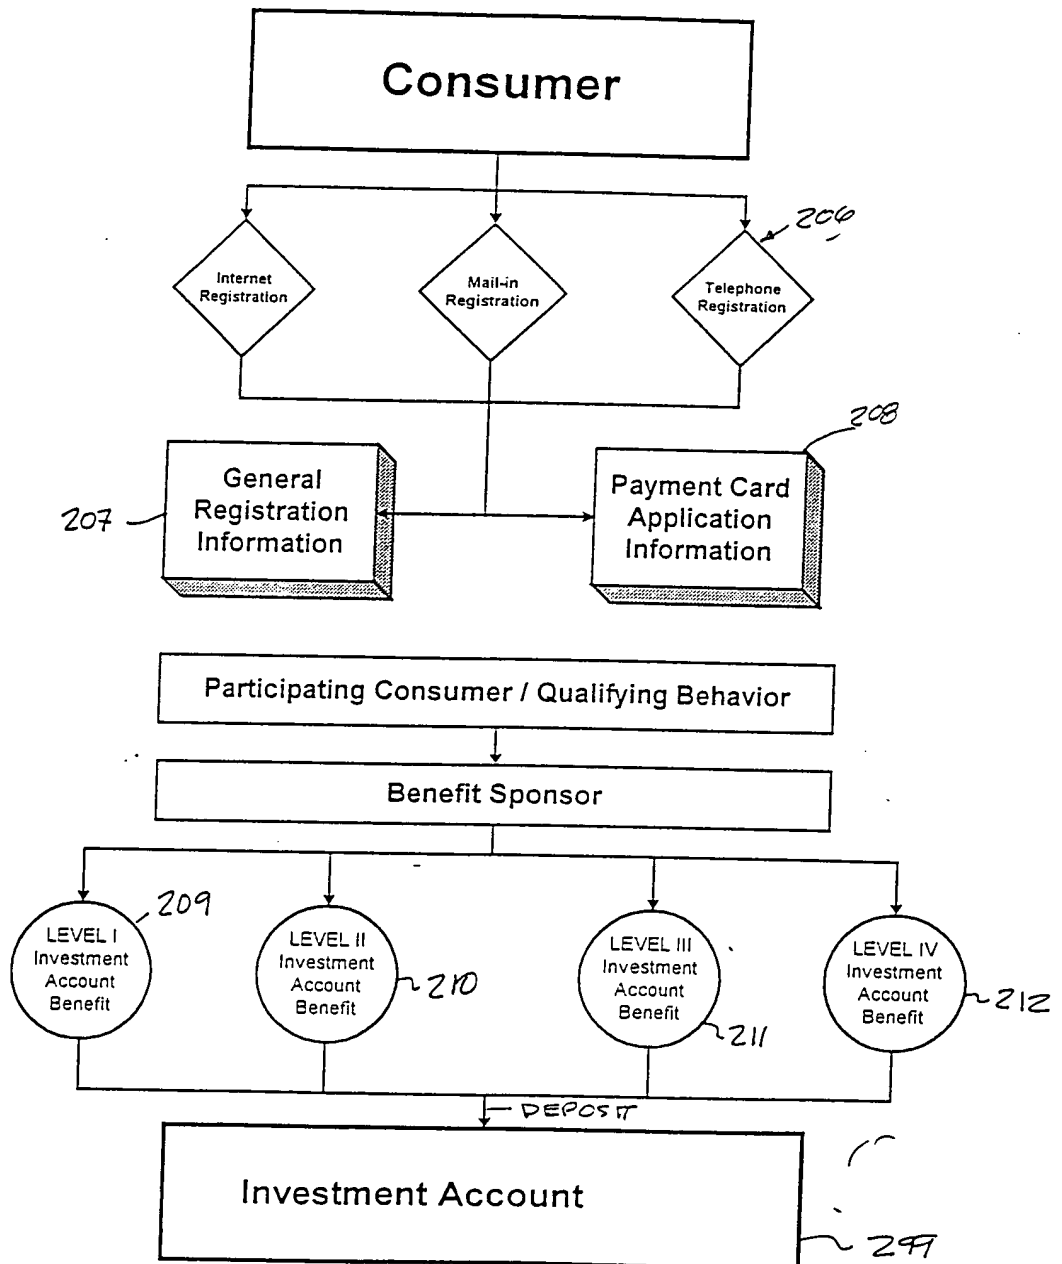 Consumer
206
Internet
Registration
Mail-in
Registration
Telephone
Registration
208
General
Registration
Information
207
Payment Card
Application
Information
Participating Consumer / Qualifying Behavior
Benefit Sponsor
209
LEVEL I
Investment
Account
Benefit
LEVEL II
Investment
Account
Benefit
210
LEVEL III
Investment
Account
Benefit
211
LEVEL IV
Investment
Account
Benefit
212
DEPOSIT
Investment Account
299